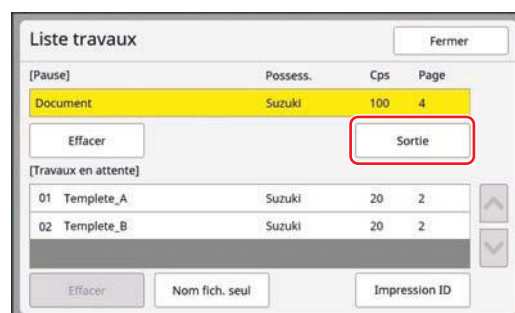 Liste travaux Fermer
[Pause] Possess. Cps Page
Document Suzuki 100 4
Effacer Sortie
[Travaux en attente]
01 Templete_A Suzuki 20 2
02 Templete_B Suzuki 20 2
Effacer Nom fich. seul Impression ID